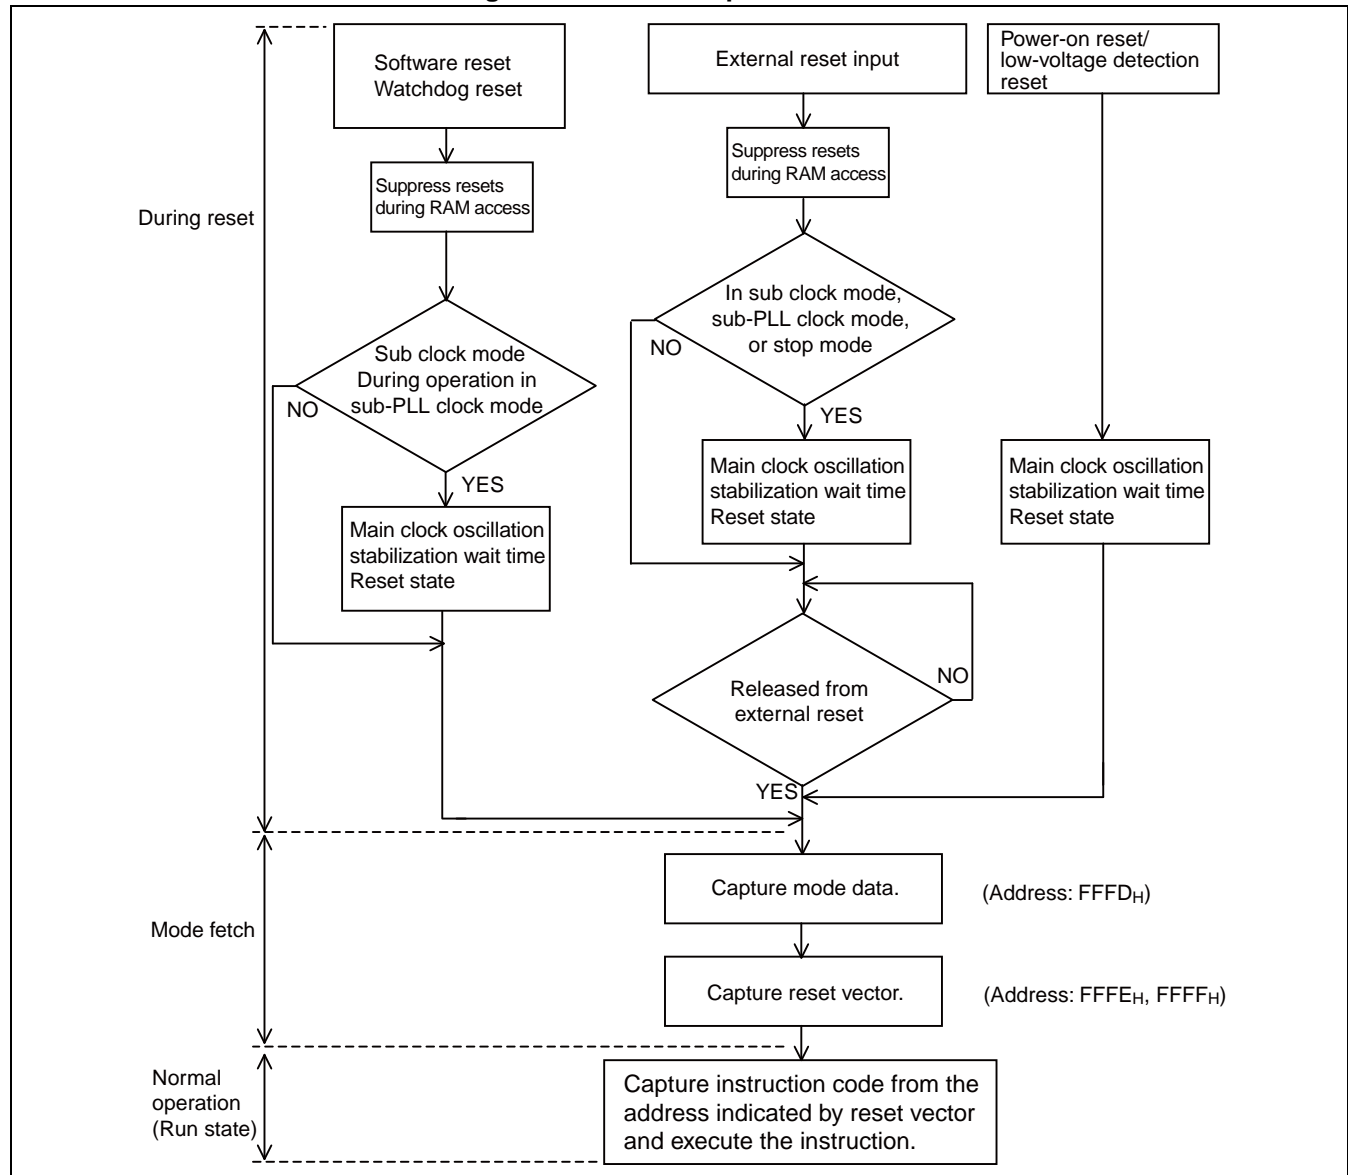 Software reset
Watchdog reset
External reset input
Power-on reset/
low-voltage detection
reset
Suppress resets
during RAM access
Suppress resets
during RAM access
During reset
In sub clock mode,
sub-PLL clock mode,
or stop mode
NO
YES
Sub clock mode
During operation in
sub-PLL clock mode
NO
YES
Main clock oscillation
stabilization wait time
Reset state
Main clock oscillation
stabilization wait time
Reset state
Main clock oscillation
stabilization wait time
Reset state
Released from
external reset
NO
YES
Mode fetch
Capture mode data.
(Address: FFFDH)
Capture reset vector.
(Address: FFFEH, FFFFH)
Normal
operation
(Run state)
Capture instruction code from the
address indicated by reset vector
and execute the instruction.